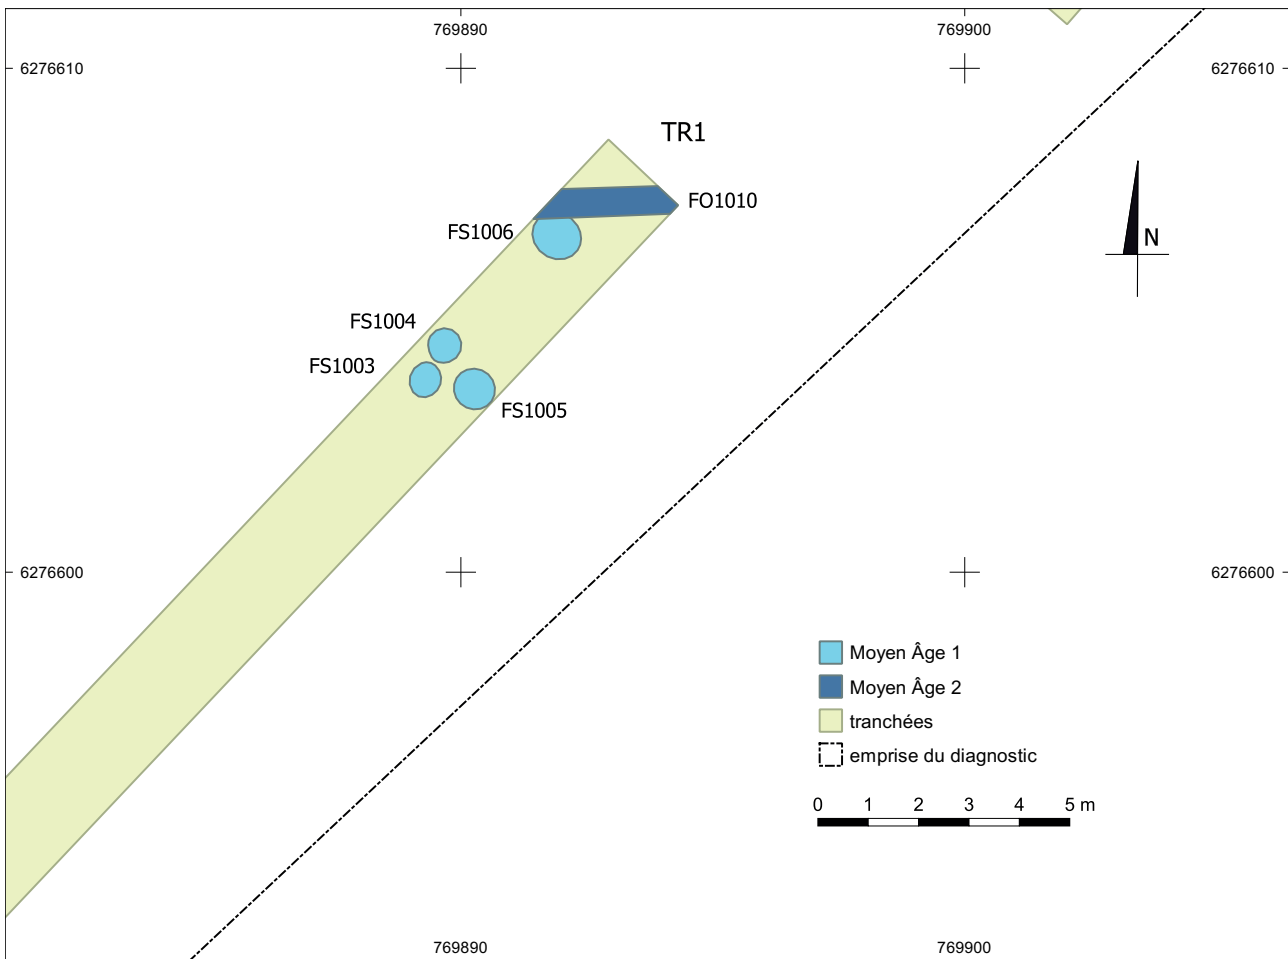 769890 769900
6276610 6276610
TR1
FO1010
FS1006
N
FS1004
FS1003
FS1005
6276600 6276600
Moyen Âge 1
Moyen Âge 2
tranchées
emprise du diagnostic
0 1 2 3 4 5 m
769890 769900